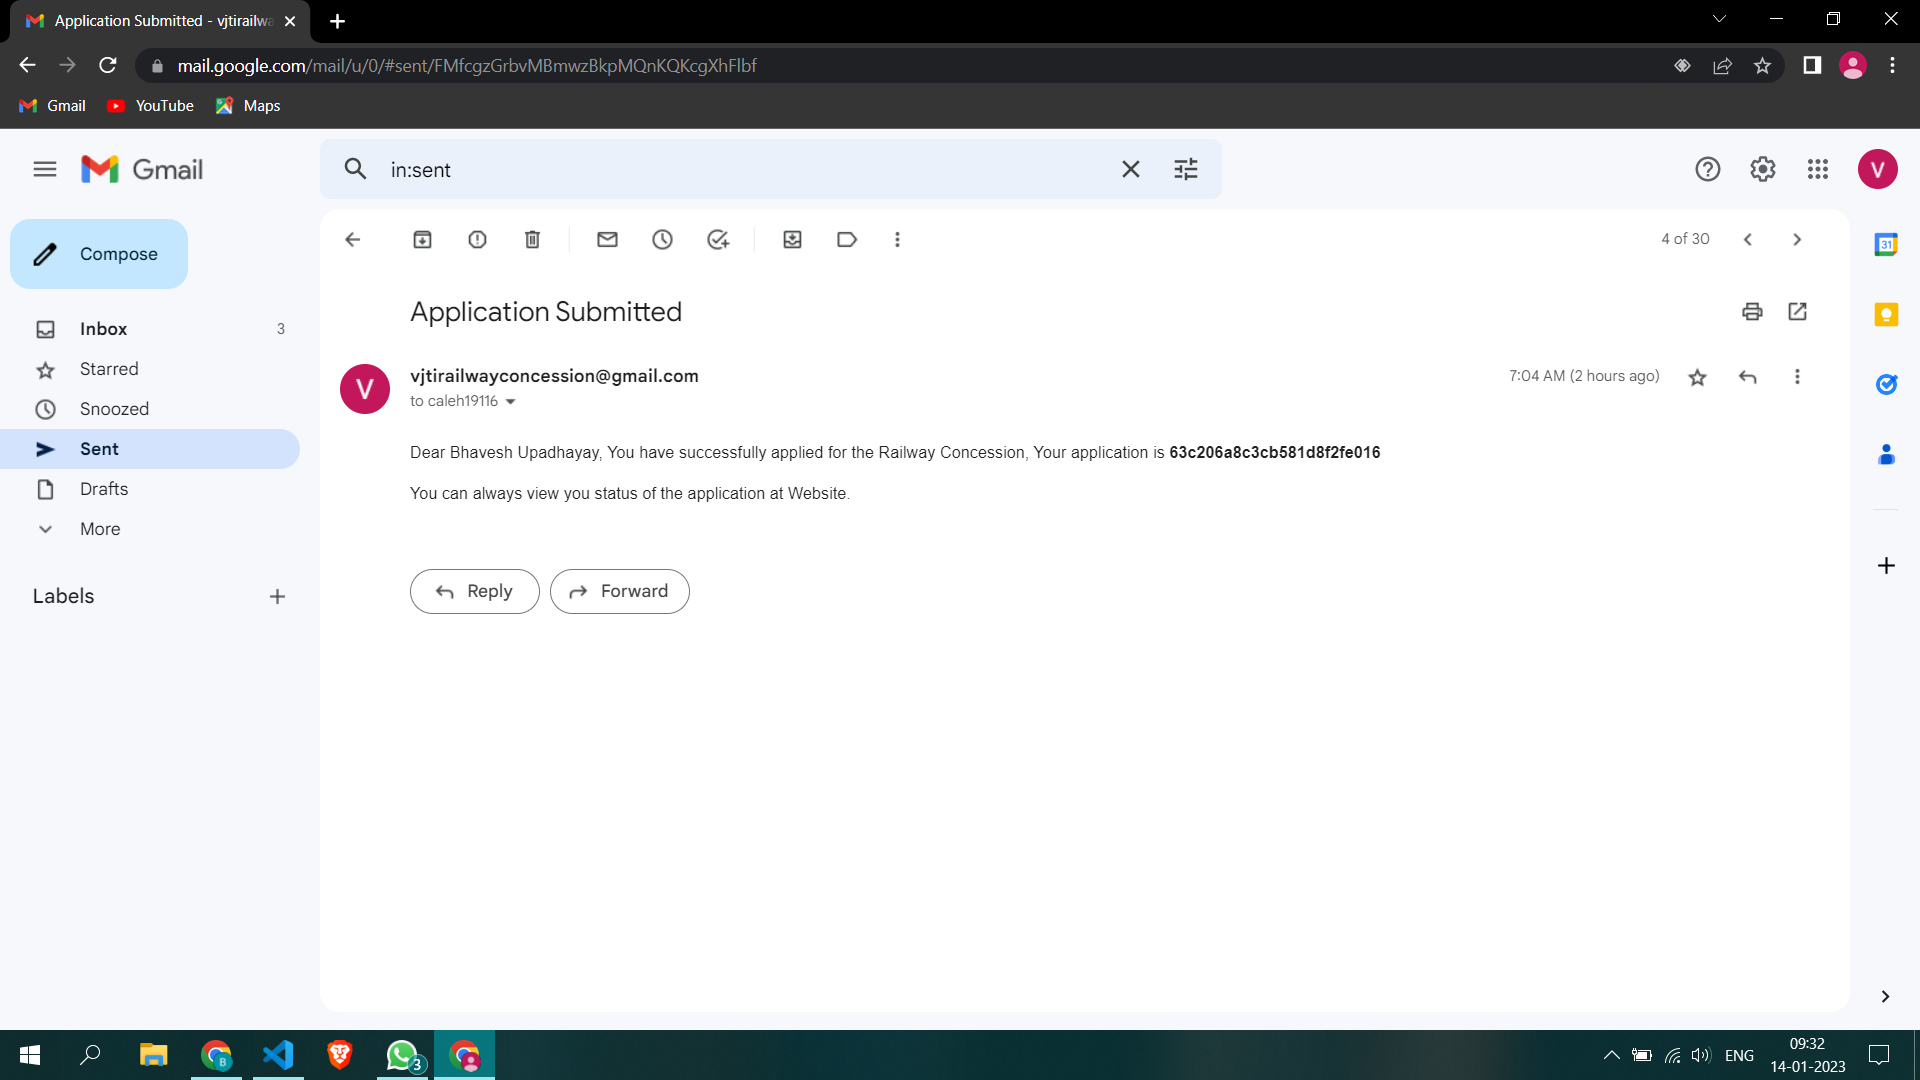 Application Submitted - vjtirailwa
mail.google.com/mail/u/0/#sent/FMfcgzGrbvMBmwzBkpMQnKQKcgXhFlbf
Gmail YouTube Maps
Gmail
in:sent
V
Compose
4 of 30
31
Application Submitted
Inbox 3
Starred
Snoozed
Sent
Drafts
More
Labels
V
vjtirailwayconcession@gmail.com
7:04 AM (2 hours ago)
to caleh19116
Dear Bhavesh Upadhayay, You have successfully applied for the Railway Concession, Your application is 63c206a8c3cb581d8f2fe016
You can always view you status of the application at Website.
Reply Forward
B
3
ENG
09:32
14-01-2023